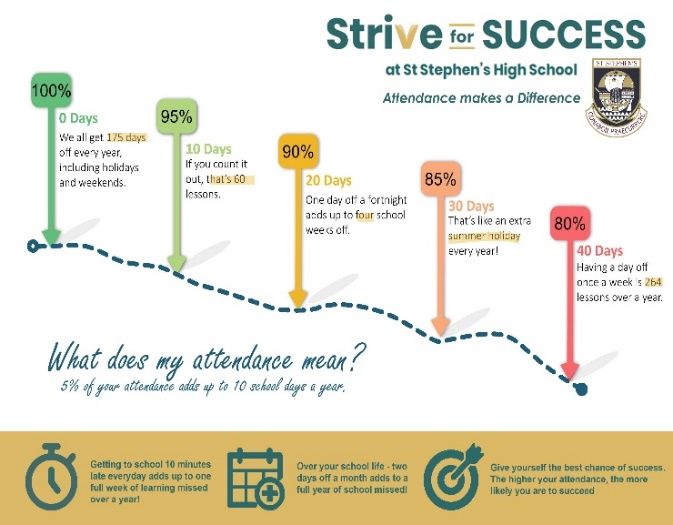 Strive for SUCCESS
at St Stephen's High School
Attendance makes a Difference
ST STEPHEN'S
100%
0 Days
We all get 175 days
off every year,
including holidays
and weekends.
95%
10 Days
If you count it
out, that's 60
lessons.
90%
20 Days
One day off a fortnight
adds up to four school
weeks off.
85%
30 Days
That's like an extra
summer holiday
every year!
80%
40 Days
Having a day off
once a week is 264
lessons over a year.
What does my attendance mean?
5% of your attendance adds up to 10 school days a year.
Getting to school 10 minutes
late everyday adds up to one
full week of learning missed
over a year!
Over your school life - two
days off a month adds to a
full year of school missed!
Give yourself the best chance of success.
The higher your attendance, the more
likely you are to succeed